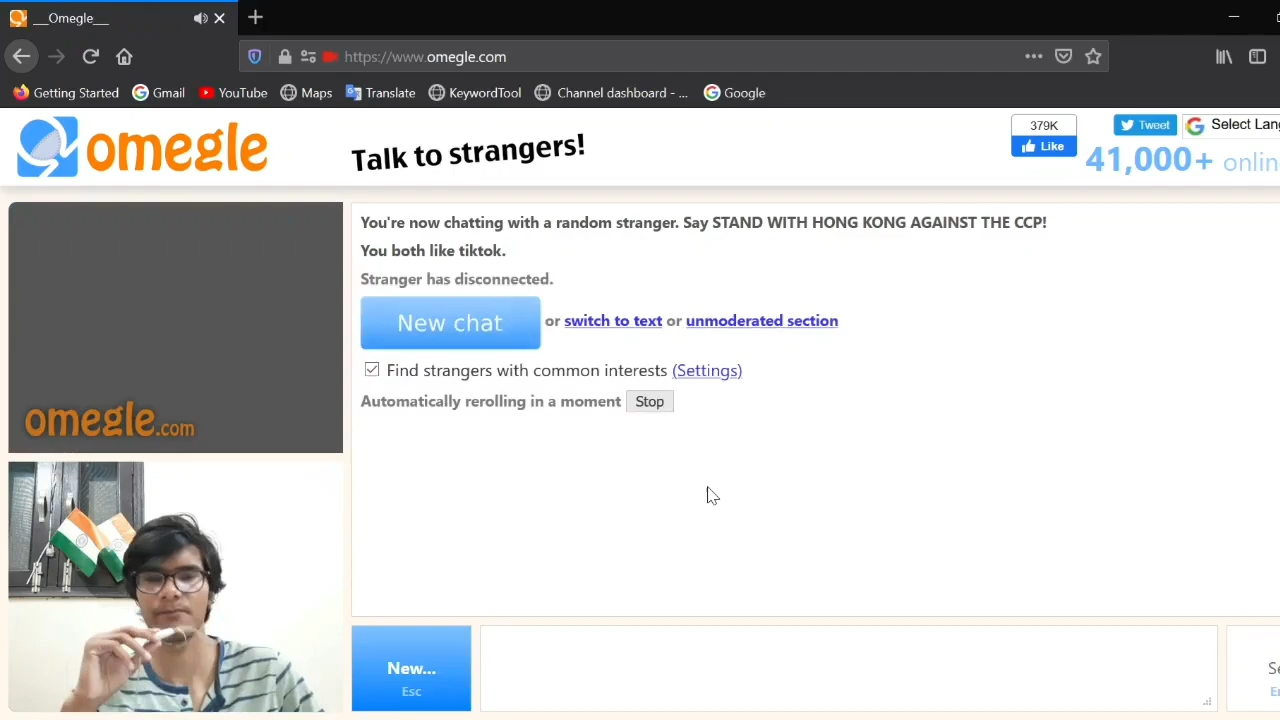 __Omegle__
https://www.omegle.com
Getting Started Gmail YouTube Maps Translate KeywordTool Channel dashboard - ... Google
omegle
Talk to strangers!
379K
Like
Tweet
Select Lang
41,000+ onlin
You're now chatting with a random stranger. Say STAND WITH HONG KONG AGAINST THE CCP!
You both like tiktok.
Stranger has disconnected.
New chat or switch to text or unmoderated section
Find strangers with common interests (Settings)
Automatically rerolling in a moment Stop
omegle.com
New...
Esc
Se